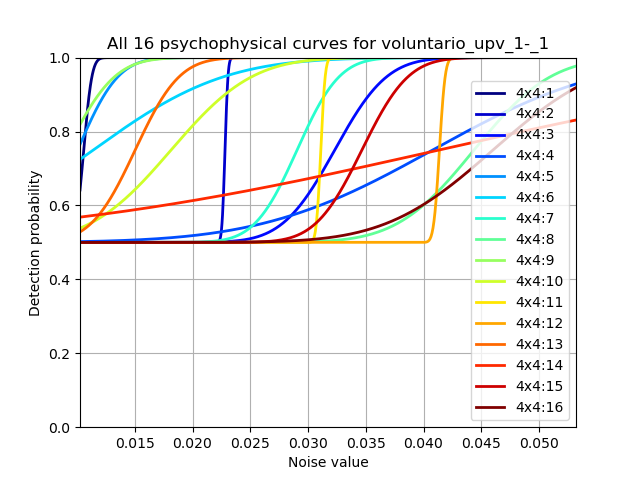 All 16 psychophysical curves for voluntario_upv_1-_1
1.0
0.8
0.6
0.4
0.2
0.0
Detection probability
0.015
0.020
0.025
0.030
0.035
0.040
0.045
0.050
Noise value
4x4:1
4x4:2
4x4:3
4x4:4
4x4:5
4x4:6
4x4:7
4x4:8
4x4:9
4x4:10
4x4:11
4x4:12
4x4:13
4x4:14
4x4:15
4x4:16